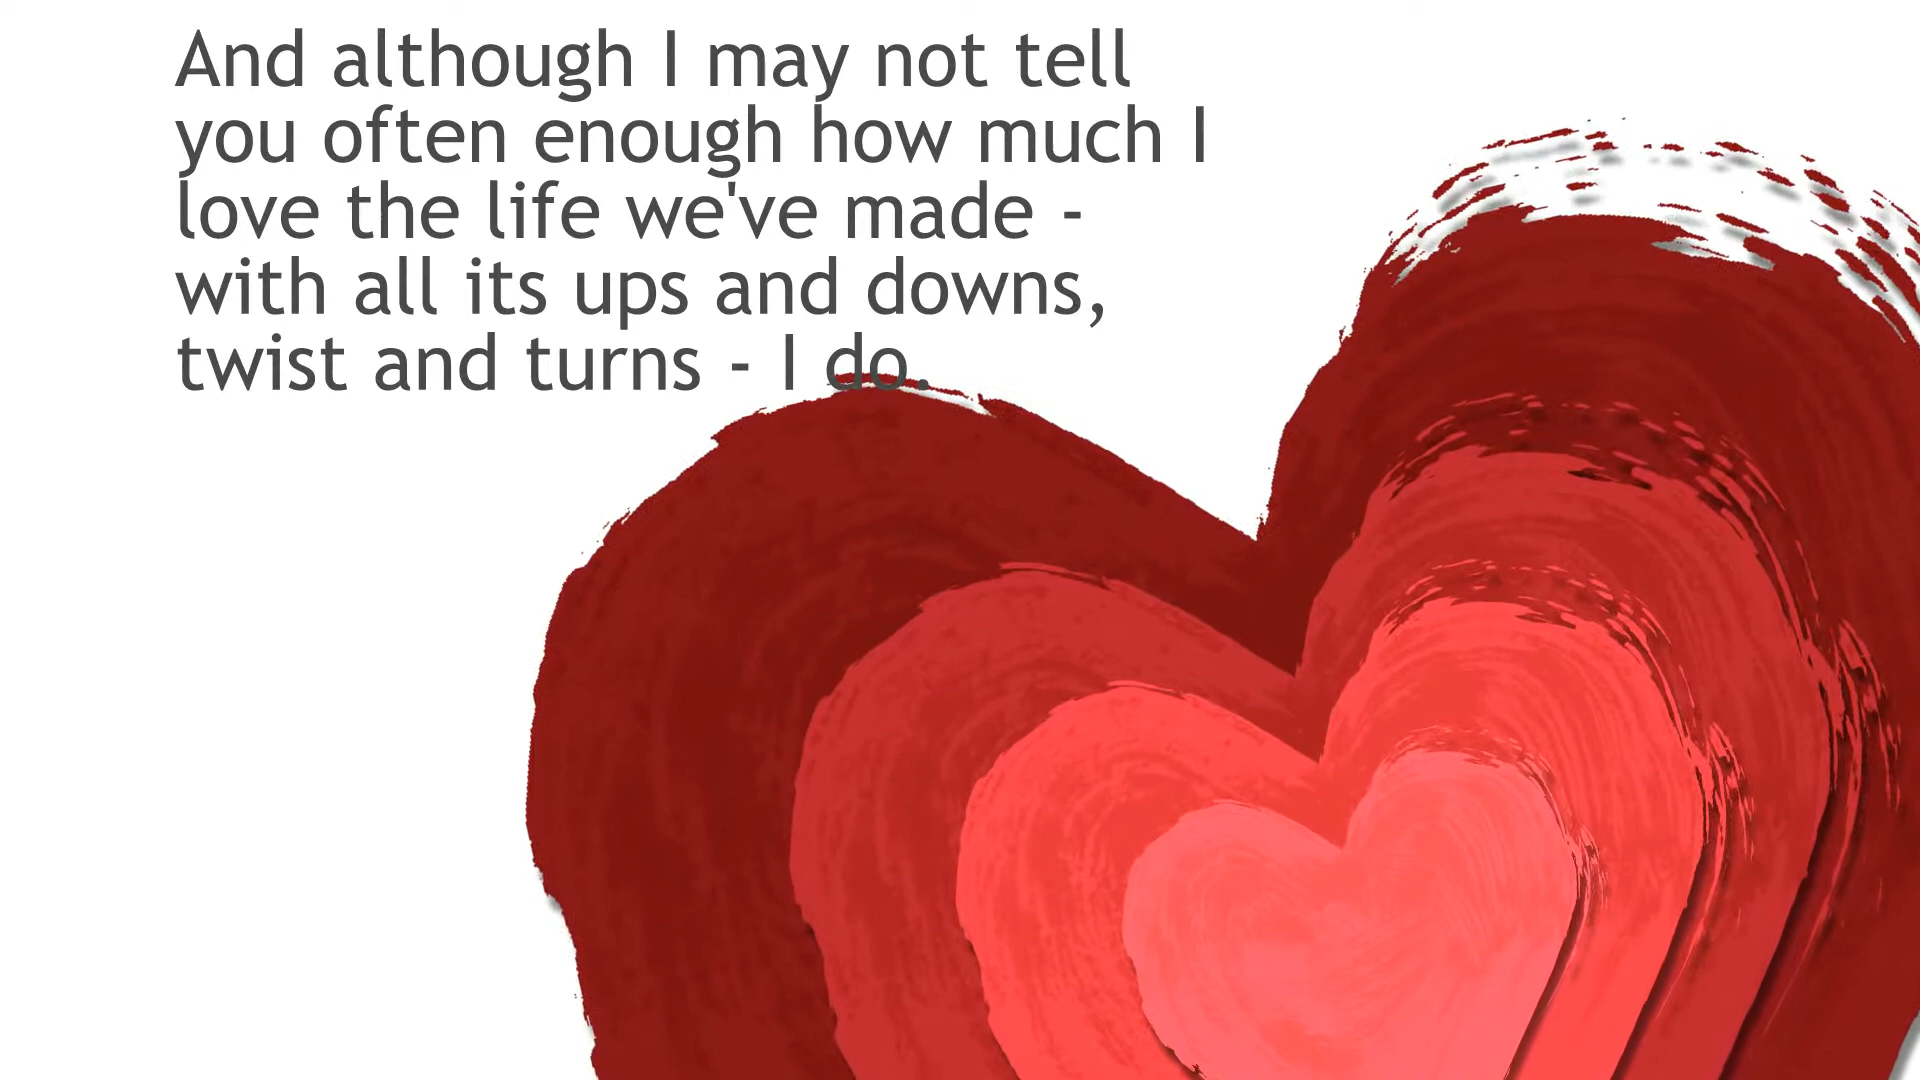 And although I may not tell
you often enough how much I
love the life we've made -
with all its ups and downs,
twist and turns - I do.